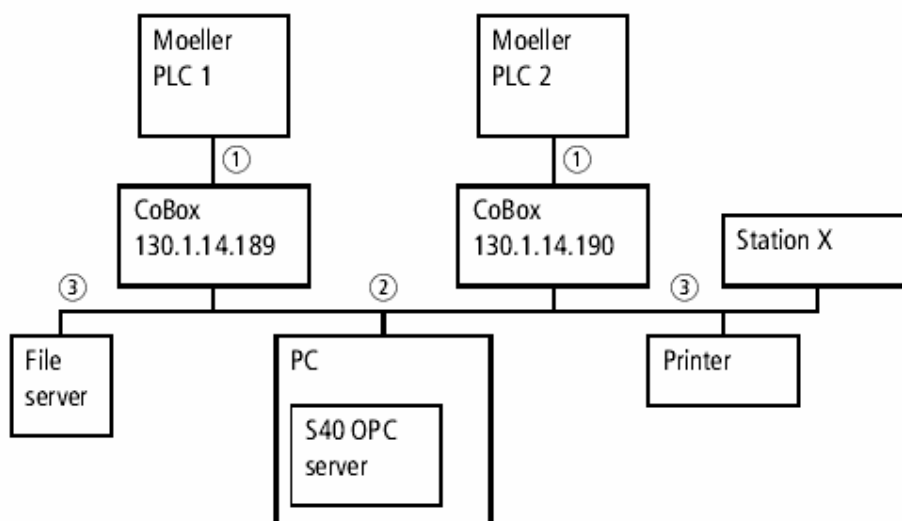 Moeller
PLC 1
Moeller
PLC 2
①
①
CoBox
130.1.14.189
CoBox
130.1.14.190
Station X
③
②
③
File
server
PC
Printer
S40 OPC
server